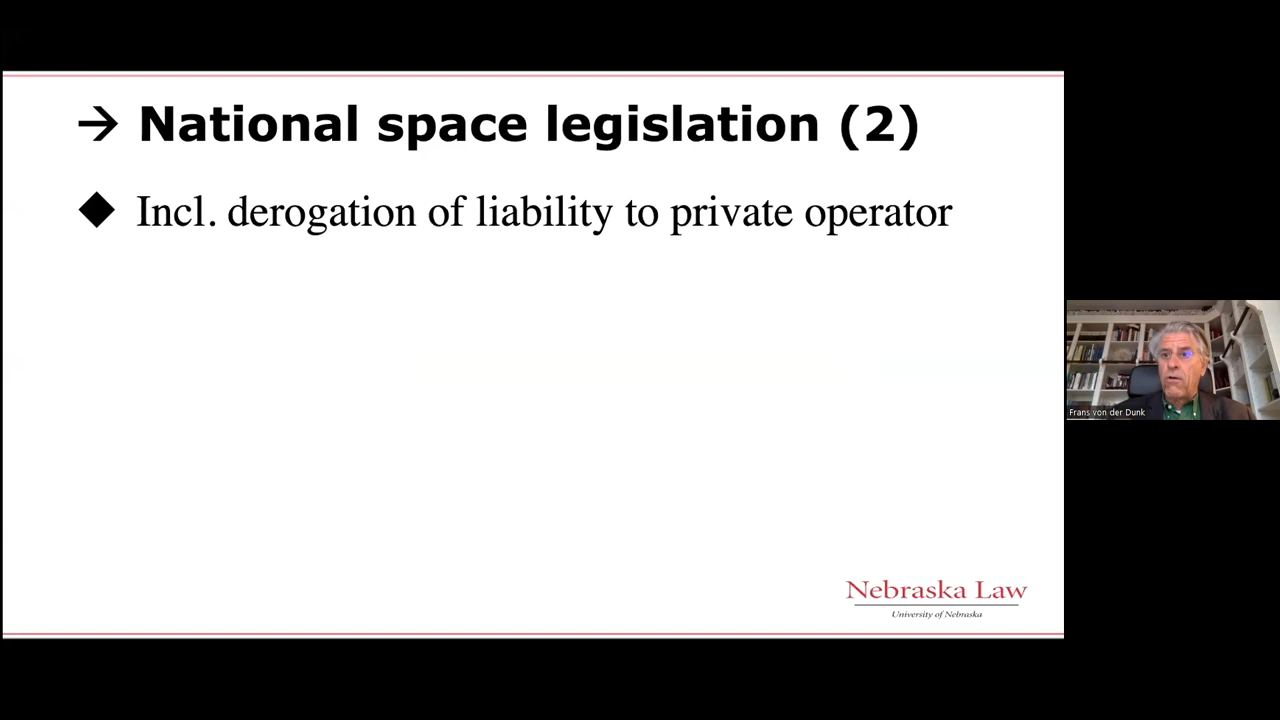 → National space legislation (2)
◆ Incl. derogation of liability to private operator
Frans von der Dunk
Nebraska Law
University of Nebraska